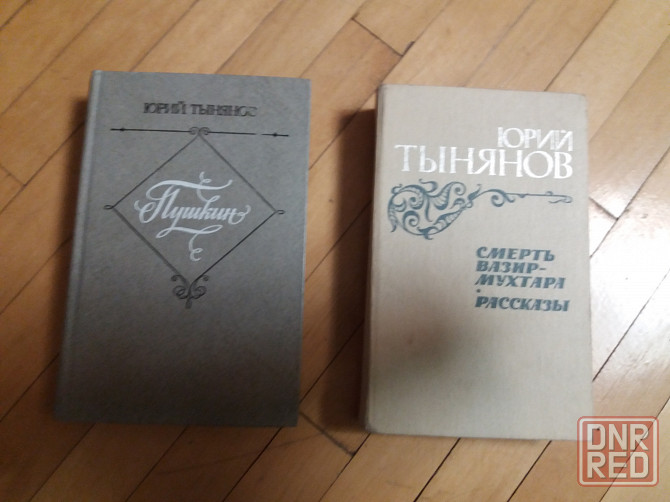 ЮРИЙ ТЫНЯНОВ
Пушкин
ЮРИЙ
ТЫНЯНОВ
СМЕРТЬ
ВАЗИР-
МУХТАРА
•
РАССКАЗЫ
DNR
RED